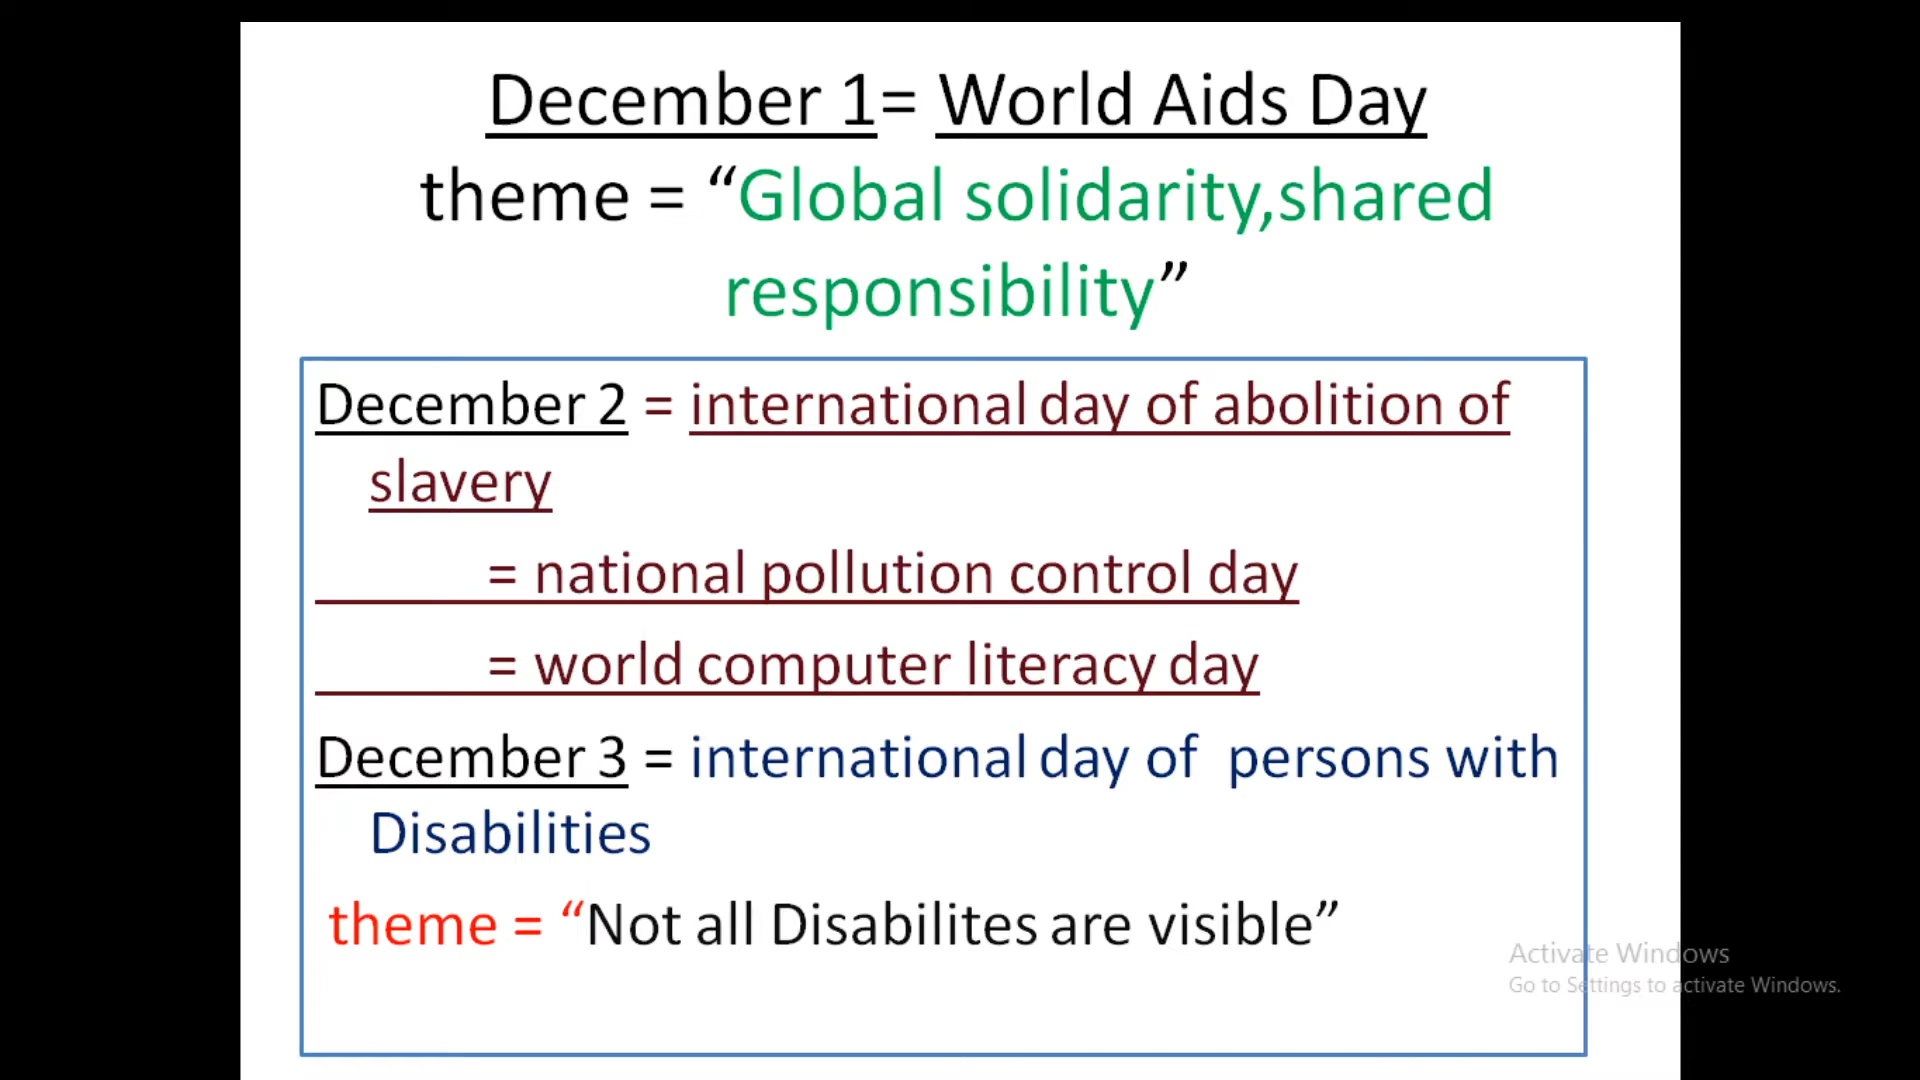 December 1= World Aids Day
theme = “Global solidarity,shared
responsibility”
December 2 = international day of abolition of
slavery
= national pollution control day
= world computer literacy day
December 3 = international day of  persons with
Disabilities
theme = “Not all Disabilites are visible”
Activate Windows
Go to Settings to activate Windows.